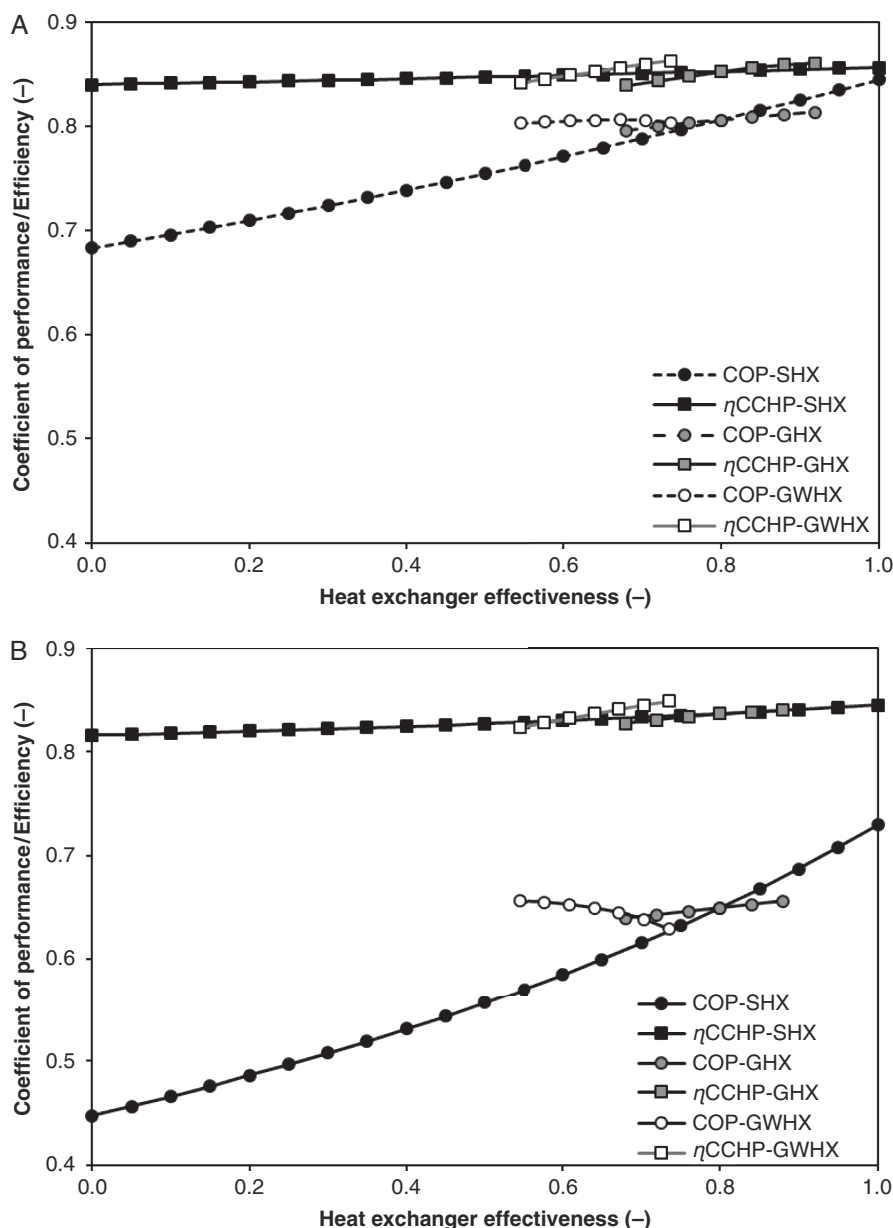 A
Coefficient of performance/Efficiency (–)
0.9
0.8
0.7
0.6
0.5
0.4
COP-SHX
ηCCHP-SHX
COP-GHX
ηCCHP-GHX
COP-GWHX
ηCCHP-GWHX
0.0 0.2 0.4 0.6 0.8 1.0
Heat exchanger effectiveness (–)
B
Coefficient of performance/Efficiency (–)
0.9
0.8
0.7
0.6
0.5
0.4
COP-SHX
ηCCHP-SHX
COP-GHX
ηCCHP-GHX
COP-GWHX
ηCCHP-GWHX
0.0 0.2 0.4 0.6 0.8 1.0
Heat exchanger effectiveness (–)